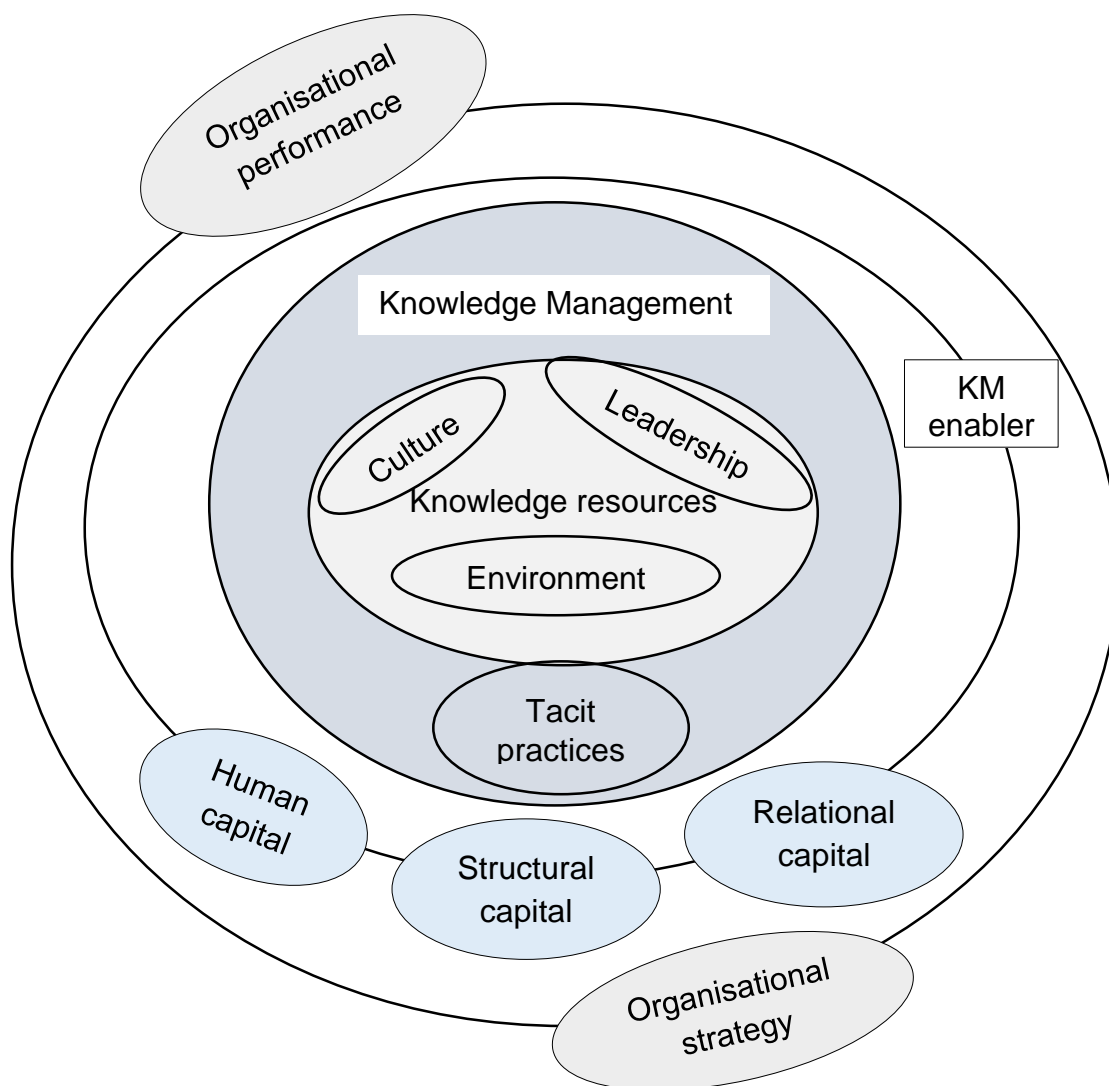 Organisational
performance
Knowledge Management
KM
enabler
Culture
Leadership
Knowledge resources
Environment
Tacit
practices
Human
capital
Structural
capital
Relational
capital
Organisational
strategy